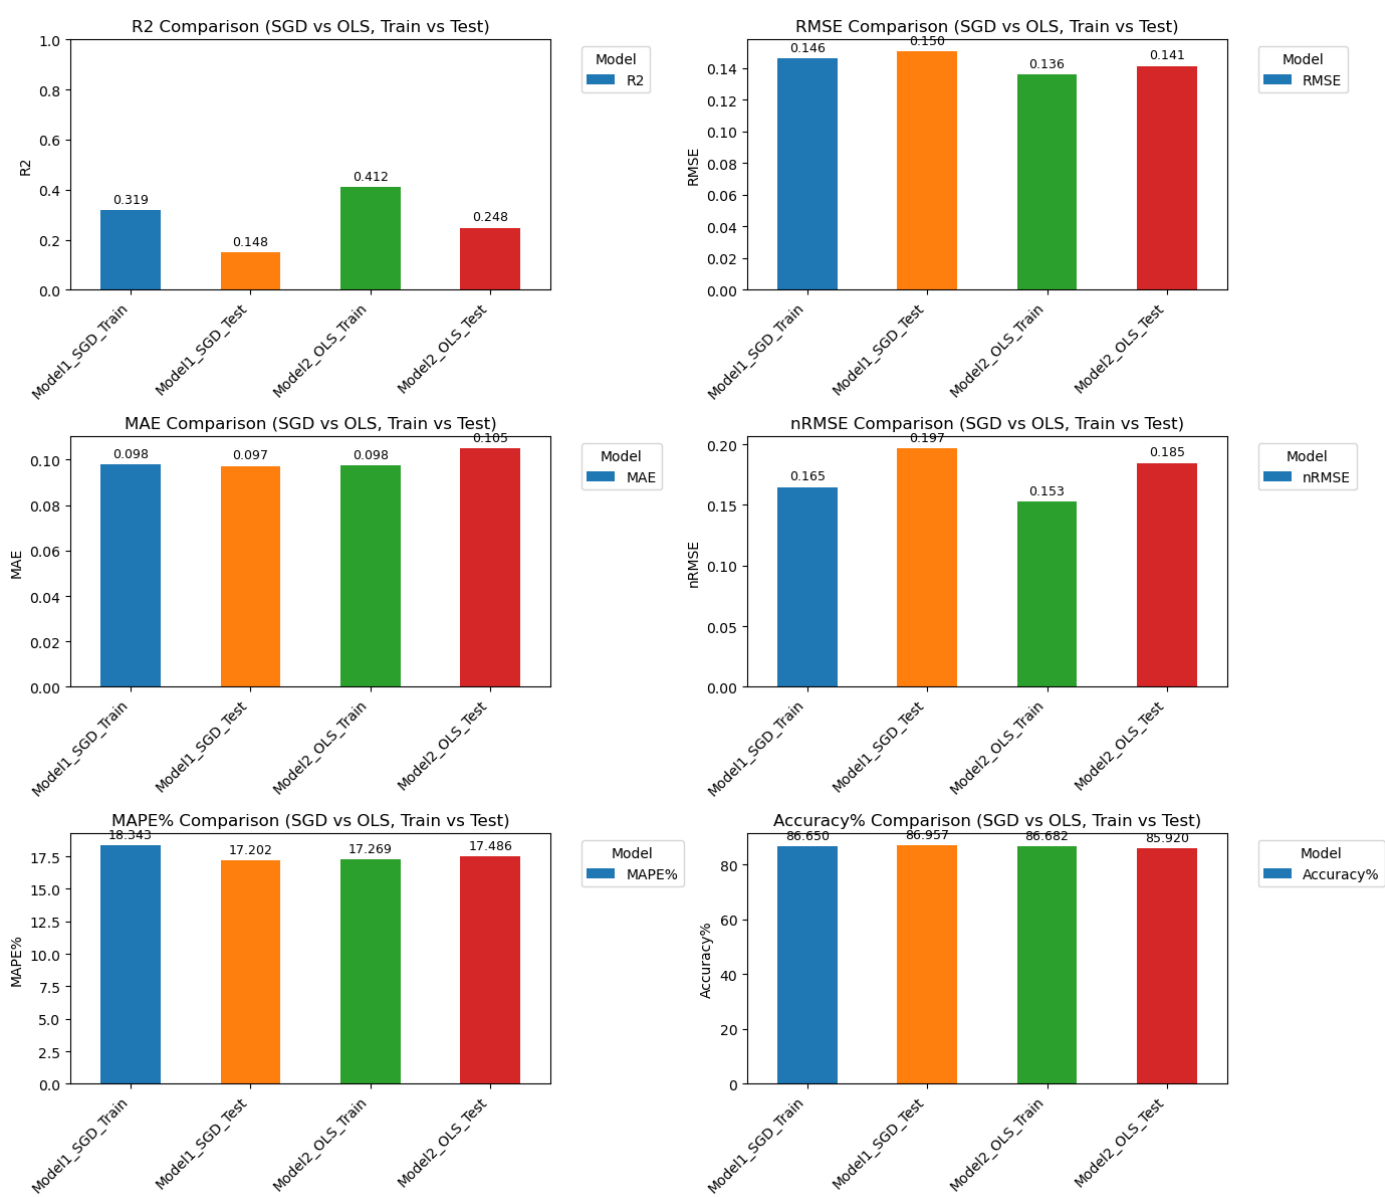 R2 Comparison (SGD vs OLS, Train vs Test)
1.0
0.8
0.6
0.4
0.2
0.0
R2
0.319
0.148
0.412
0.248
Model1_SGD_Train
Model1_SGD_Test
Model2_OLS_Train
Model2_OLS_Test
Model
R2
RMSE Comparison (SGD vs OLS, Train vs Test)
0.14
0.12
0.10
0.08
0.06
0.04
0.02
0.00
RMSE
0.146
0.150
0.136
0.141
Model1_SGD_Train
Model1_SGD_Test
Model2_OLS_Train
Model2_OLS_Test
Model
RMSE
MAE Comparison (SGD vs OLS, Train vs Test)
0.10
0.08
0.06
0.04
0.02
0.00
MAE
0.098
0.097
0.098
0.105
Model1_SGD_Train
Model1_SGD_Test
Model2_OLS_Train
Model2_OLS_Test
Model
MAE
nRMSE Comparison (SGD vs OLS, Train vs Test)
0.20
0.15
0.10
0.05
0.00
nRMSE
0.165
0.197
0.153
0.185
Model1_SGD_Train
Model1_SGD_Test
Model2_OLS_Train
Model2_OLS_Test
Model
nRMSE
MAPE% Comparison (SGD vs OLS, Train vs Test)
17.5
15.0
12.5
10.0
7.5
5.0
2.5
0.0
MAPE%
18.343
17.202
17.269
17.486
Model1_SGD_Train
Model1_SGD_Test
Model2_OLS_Train
Model2_OLS_Test
Model
MAPE%
Accuracy% Comparison (SGD vs OLS, Train vs Test)
80
60
40
20
0
Accuracy%
86.650
86.957
86.682
85.920
Model1_SGD_Train
Model1_SGD_Test
Model2_OLS_Train
Model2_OLS_Test
Model
Accuracy%